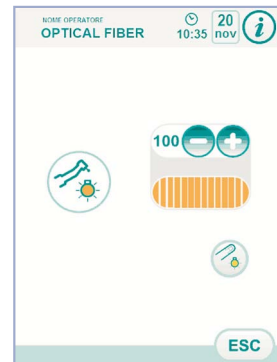 NOME OPERATORE
OPTICAL FIBER
10:35
20
nov
i
100
ESC